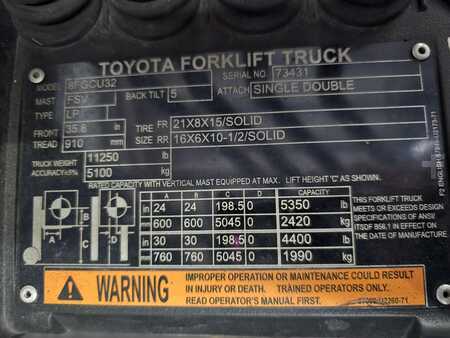 TOYOTA FORKLIFT TRUCK
MODEL 8FGCU32 SERIAL NO. 73431
MAST FSV BACK TILT 5 ATTACH SINGLE DOUBLE
TYPE LP
FRONT 35.8 in TIRE FR 21X8X15/SOLID
TREAD 910 mm SIZE RR 16X6X10-1/2/SOLID
TRUCK WEIGHT 11250 lb
ACCURACY±5% 5100 kg
RATED CAPACITY WITH VERTICAL MAST EQUIPPED AT MAX. LIFT HEIGHT 'C' AS SHOWN.
A B C D CAPACITY
in 24 24 198.5 0 5350 lb
mm 600 600 5045 0 2420 kg
in 30 30 198.5 0 4400 lb
mm 760 760 5045 0 1990 kg
A B C D
THIS FORKLIFT TRUCK
MEETS OR EXCEEDS DESIGN
SPECIFICATIONS OF ANSI/
ITSDF B56.1 IN EFFECT ON THE
DATE OF MANUFACTURE
WARNING
IMPROPER OPERATION OR MAINTENANCE COULD RESULT
IN INJURY OR DEATH. TRAINED OPERATORS ONLY.
READ OPERATOR'S MANUAL FIRST.
P2 ENGLISH